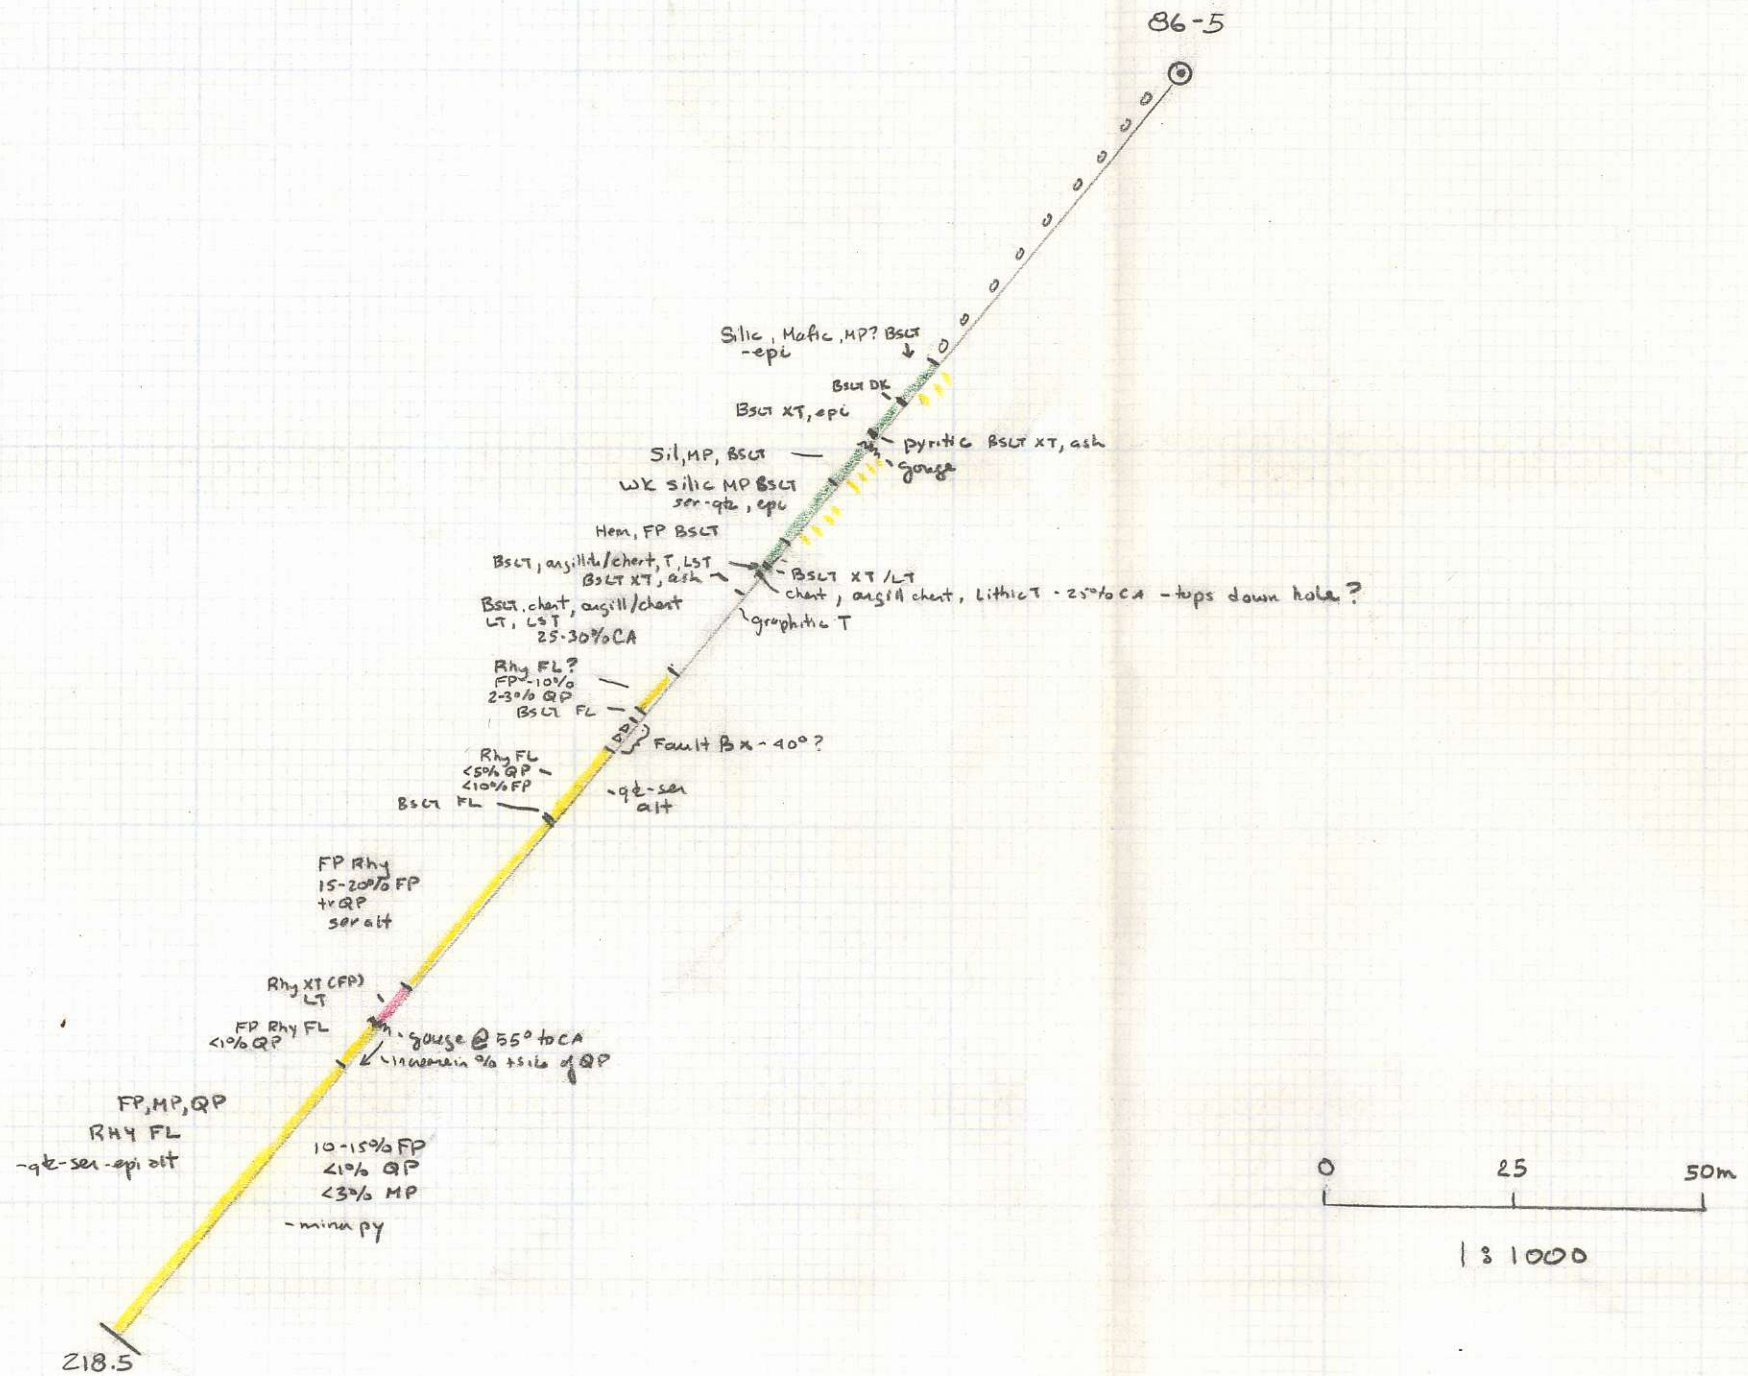 86-5
Silic, Mafic, MP? BSLT
-epi
BSLT DK
BSLT XT, epi
pyritic BSLT XT, ash
gouge
Sil, MP, BSLT
WK silic MP BSLT
ser-qtz, epi
Hem, FP BSLT
BSLT, argillite/chert, T, LST
BSLT XT, ash
BSLT XT/LT
chert, argill chert, Lithic T - 25% CA - tops down hole?
BSLT, chert, argill/chert
LT, LST
25-30% CA
graphitic T
Rhy FL?
FP~10%
2-3% QP
BSLT FL
Fault Bx - 40°?
Rhy FL
<5% QP
<10% FP
-qtz-ser
alt
BSLT FL
FP Rhy
15-20% FP
tr QP
ser alt
Rhy XT (FP)
LT
FP Rhy FL
<1% QP
gouge @ 55° to CA
increase in % + size of QP
FP, MP, QP
RHY FL
-qtz-ser-epi alt
10-15% FP
<1% QP
<3% MP
-minor py
218.5
0 25 50m
1:1000